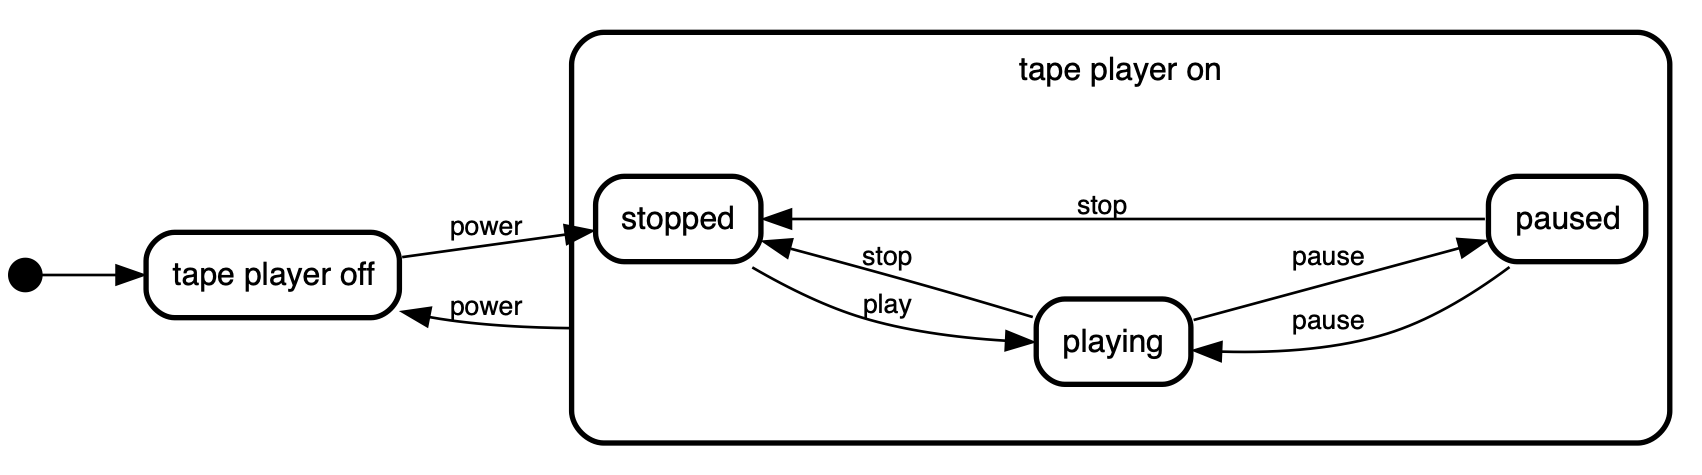 tape player on
stopped
stop
paused
power
tape player off
stop
pause
power
play
pause
playing